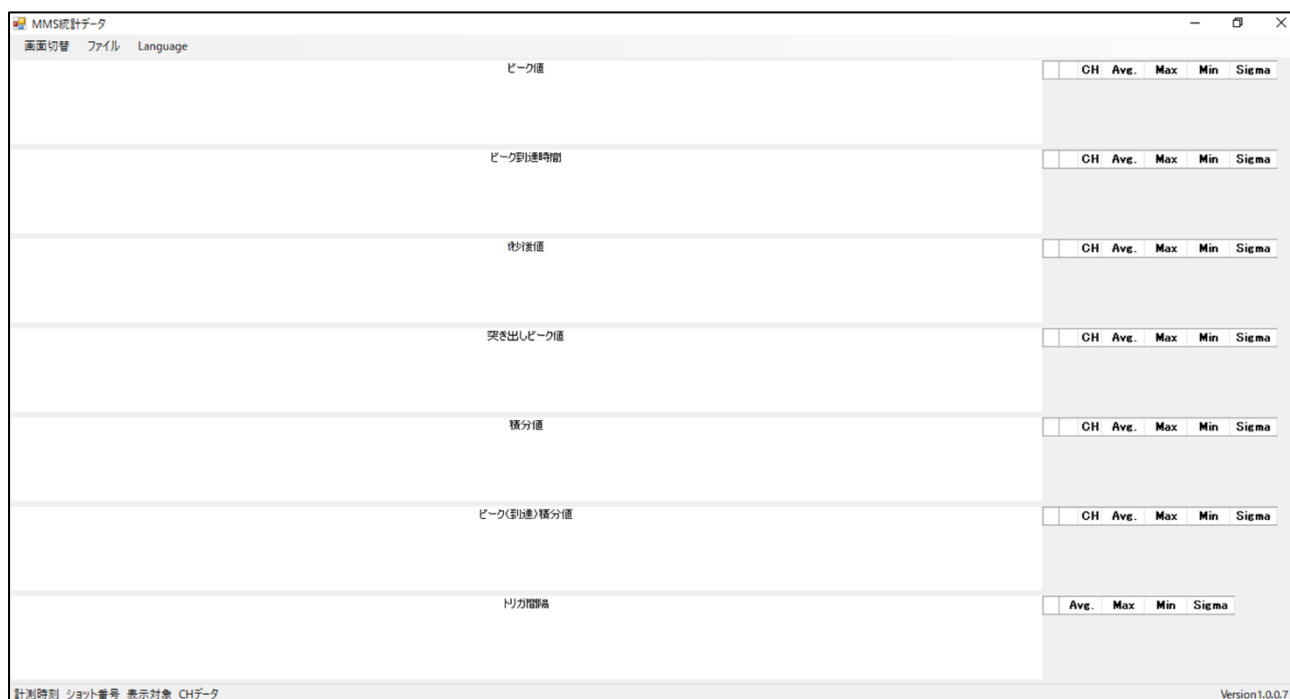 MMS統計データ
画面切替 ファイル Language
ピーク値
CH Avg. Max Min Sigma
ピーク到達時間
CH Avg. Max Min Sigma
t秒後値
CH Avg. Max Min Sigma
突き出しピーク値
CH Avg. Max Min Sigma
積分値
CH Avg. Max Min Sigma
ピーク(到達)積分値
CH Avg. Max Min Sigma
トリガ間隔
Avg. Max Min Sigma
計測時刻 ショット番号 表示対象 CHデータ
Version1.0.0.7